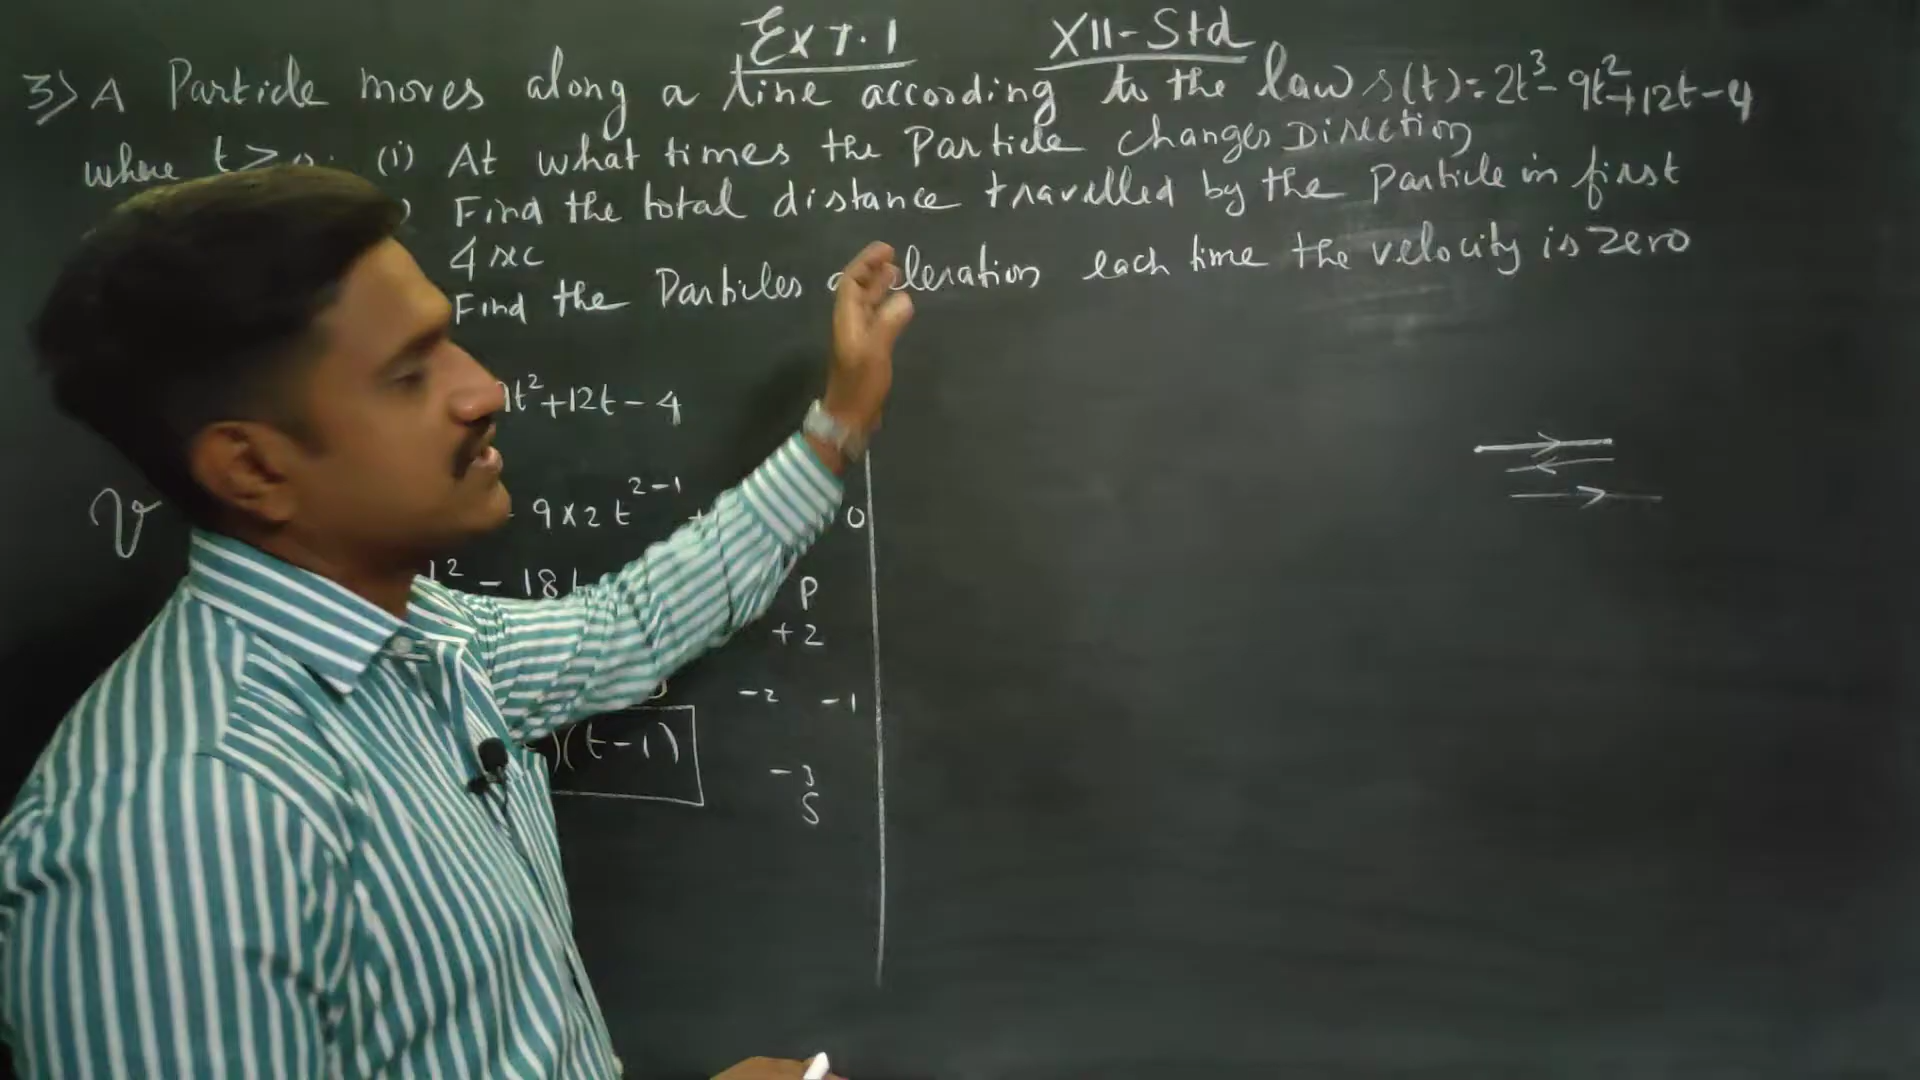 Ex 7.1 XII-Std
3) A Particle moves along a line according to the law s(t)=2t³-9t²+12t-4
where t > (i) At what times the Particle changes Direction
) Find the total distance travelled by the Particle in first
4 sec
Find the Particles each time the velocity is zero
t²+12t-4
V - 9×2t²⁻¹ 0
t² - 18t
P
+2
-2 -1
)(t-1)
-3
S